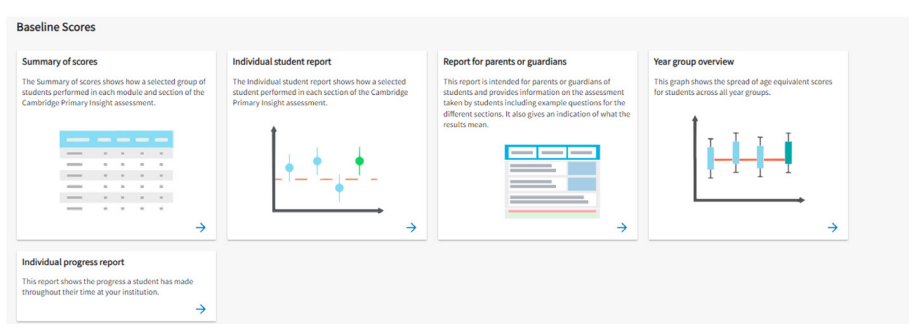 Baseline Scores
Summary of scores
The Summary of scores shows how a selected group of
students performed in each module and section of the
Cambridge Primary Insight assessment.
Individual student report
The Individual student report shows how a selected
student performed in each section of the Cambridge
Primary Insight assessment.
Report for parents or guardians
This report is intended for parents or guardians of
students and provides information on the assessment
taken by students including example questions for the
different sections. It also gives an indication of what the
results mean.
Year group overview
This graph shows the spread of age equivalent scores
for students across all year groups.
Individual progress report
This report shows the progress a student has made
throughout their time at your institution.